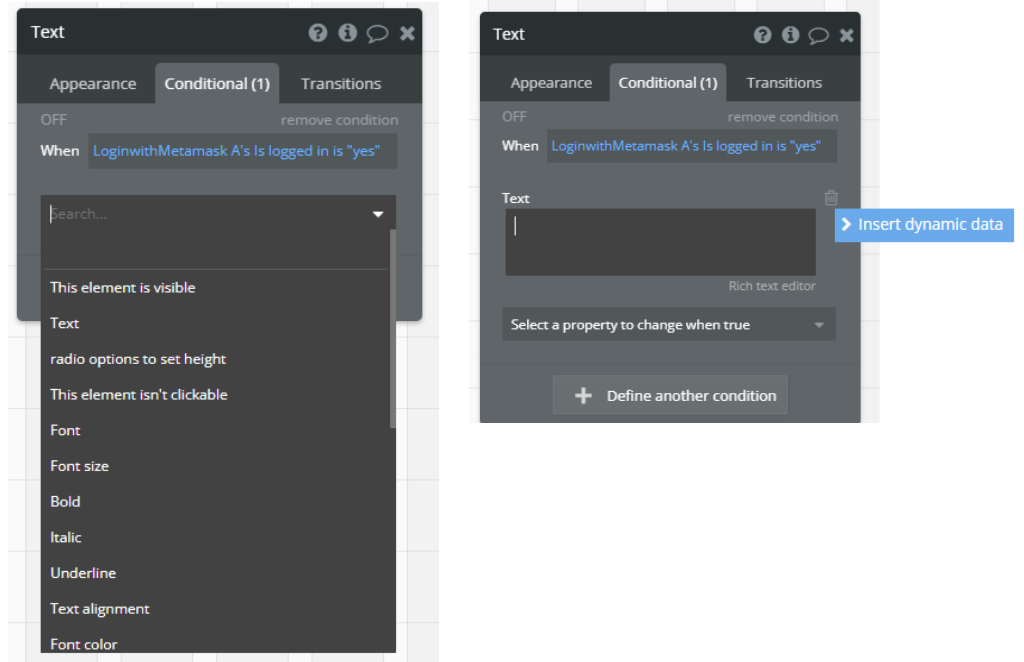 Text
Appearance Conditional (1) Transitions
OFF remove condition
When LoginwithMetamask A's Is logged in is "yes"
Search...
This element is visible
Text
radio options to set height
This element isn't clickable
Font
Font size
Bold
Italic
Underline
Text alignment
Font color
Text
Appearance Conditional (1) Transitions
OFF remove condition
When LoginwithMetamask A's Is logged in is "yes"
Text
Insert dynamic data
Rich text editor
Select a property to change when true
Define another condition